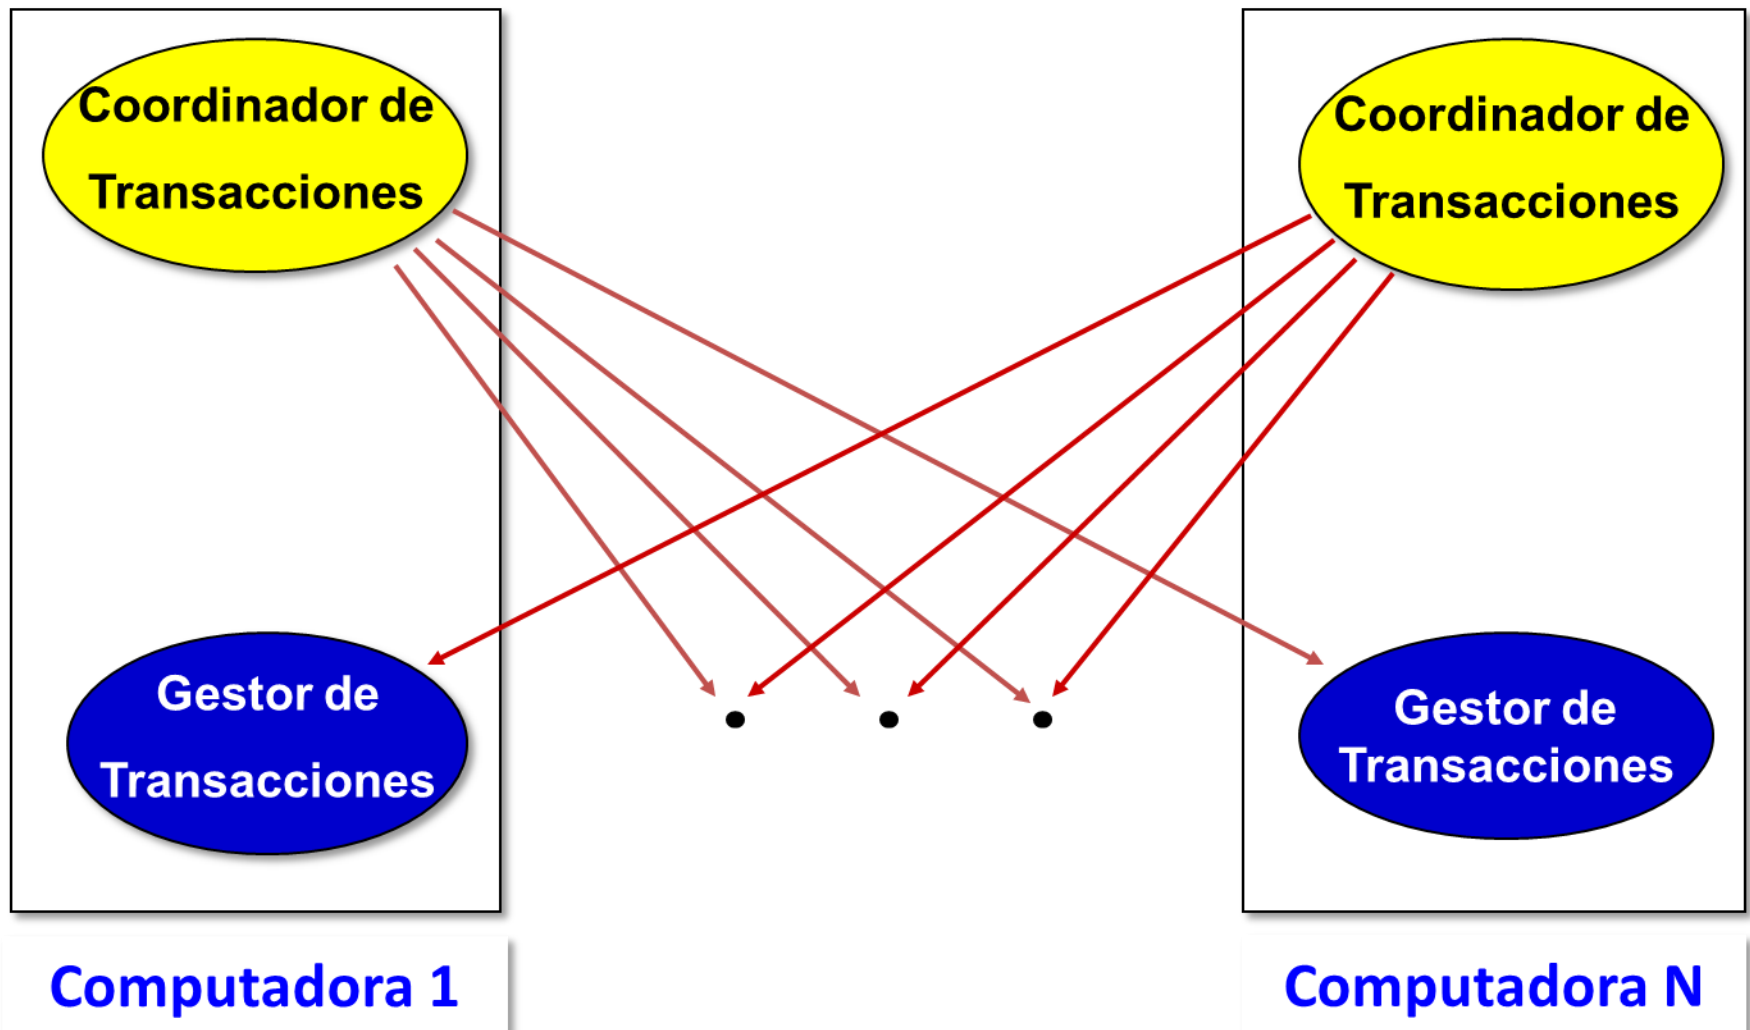 Coordinador de
Transacciones
Coordinador de
Transacciones
Gestor de
Transacciones
Gestor de
Transacciones
Computadora 1
Computadora N